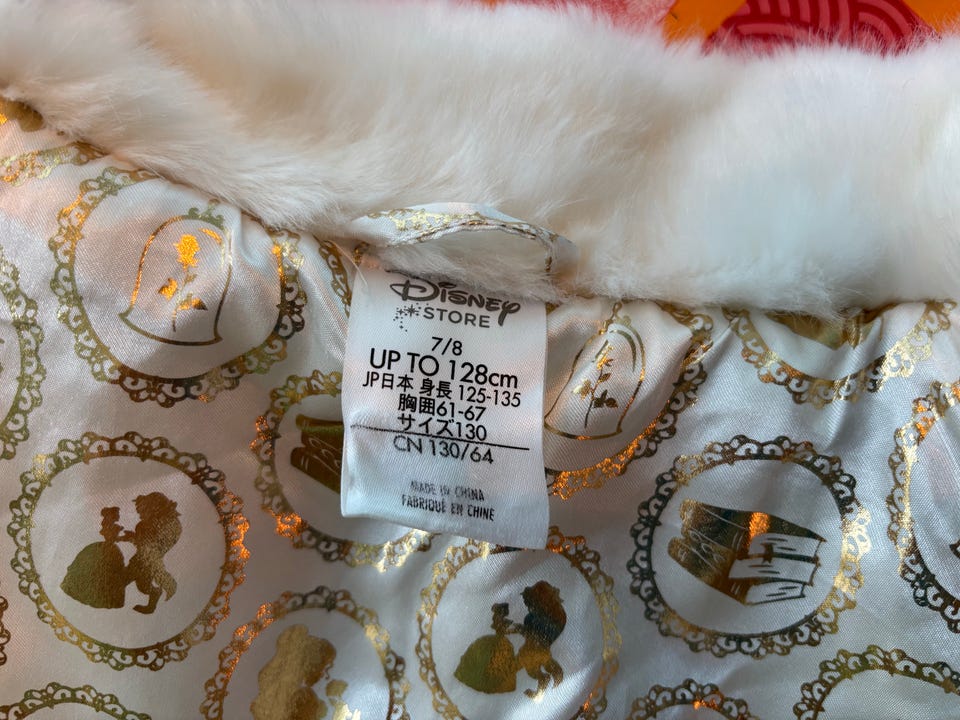 Disney
STORE
7/8
UP TO 128cm
JP日本 身長 125-135
胸囲61-67
サイズ130
CN 130/64
MADE IN CHINA
FABRIQUÉ EN CHINE